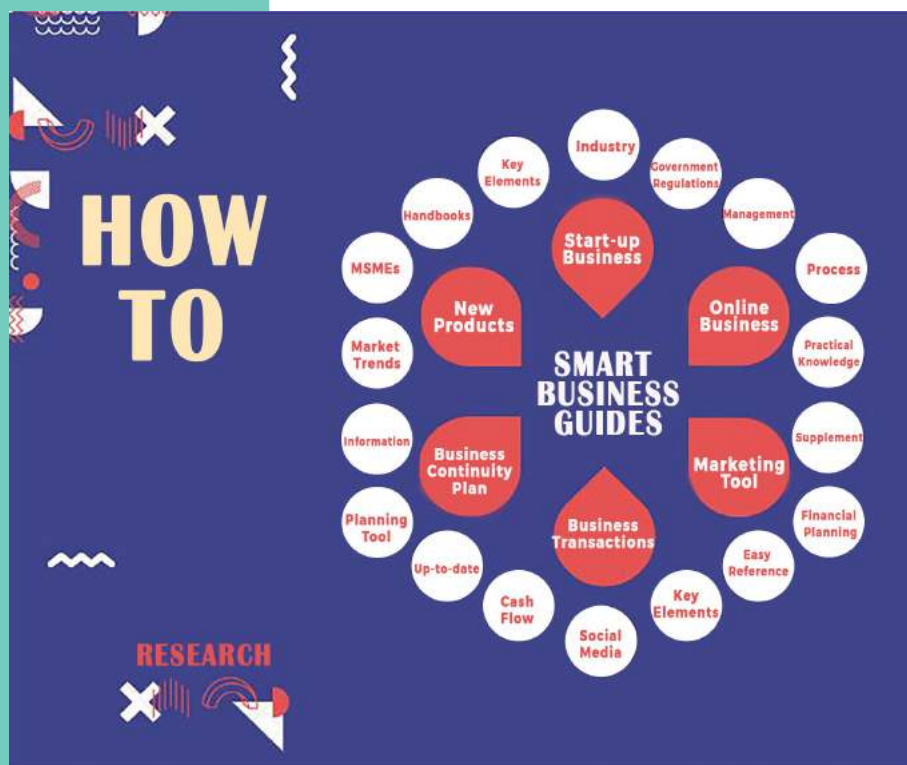 HOW
TO
RESEARCH
SMART
BUSINESS
GUIDES
Start-up
Business
Online
Business
Marketing
Tool
Business
Transactions
Business
Continuity
Plan
New
Products
Industry
Government
Regulations
Management
Process
Practical
Knowledge
Supplement
Financial
Planning
Easy
Reference
Key
Elements
Social
Media
Cash
Flow
Up-to-date
Planning
Tool
Information
Market
Trends
MSMEs
Handbooks
Key
Elements